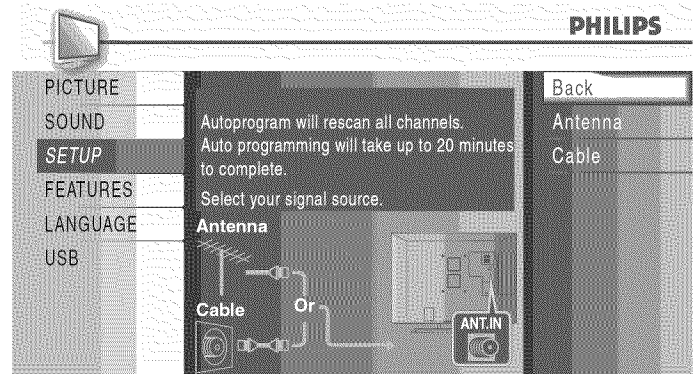 PHILIPS
PICTURE
SOUND
SETUP
FEATURES
LANGUAGE
USB
Autoprogram will rescan all channels.
Auto programming will take up to 20 minutes
to complete.
Select your signal source.
Antenna
Cable
Or
ANT.IN
Back
Antenna
Cable